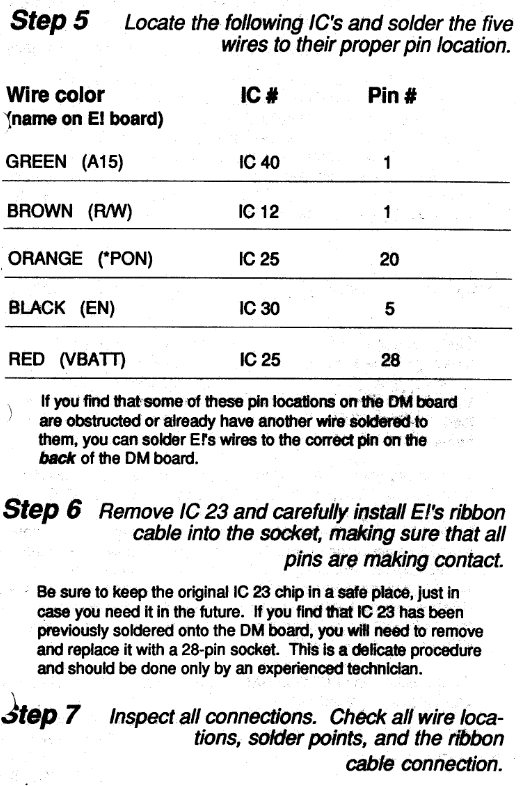 Step 5 Locate the following IC's and solder the five
wires to their proper pin location.
Wire color IC # Pin #
(name on E! board)
GREEN (A15) IC 40 1
BROWN (R/W) IC 12 1
ORANGE (*PON) IC 25 20
BLACK (EN) IC 30 5
RED (VBATT) IC 25 28
If you find that some of these pin locations on the DM board
are obstructed or already have another wire soldered to
them, you can solder E!'s wires to the correct pin on the
back of the DM board.
Step 6 Remove IC 23 and carefully install E!'s ribbon
cable into the socket, making sure that all
pins are making contact.
Be sure to keep the original IC 23 chip in a safe place, just in
case you need it in the future. If you find that IC 23 has been
previously soldered onto the DM board, you will need to remove
and replace it with a 28-pin socket. This is a delicate procedure
and should be done only by an experienced technician.
Step 7 Inspect all connections. Check all wire loca-
tions, solder points, and the ribbon
cable connection.